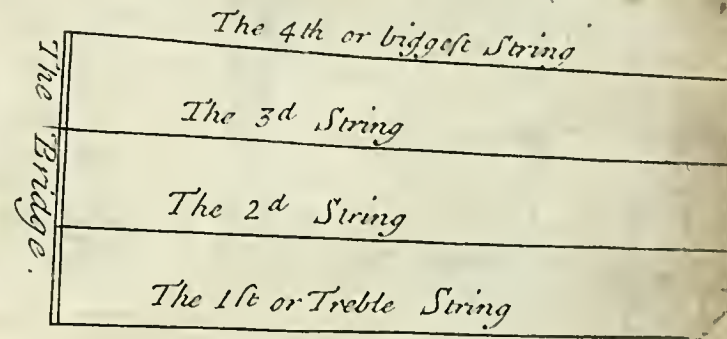 The 4th or biggeſt String
The Bridge.
The 3d String
The 2d String
The 1ſt or Treble String